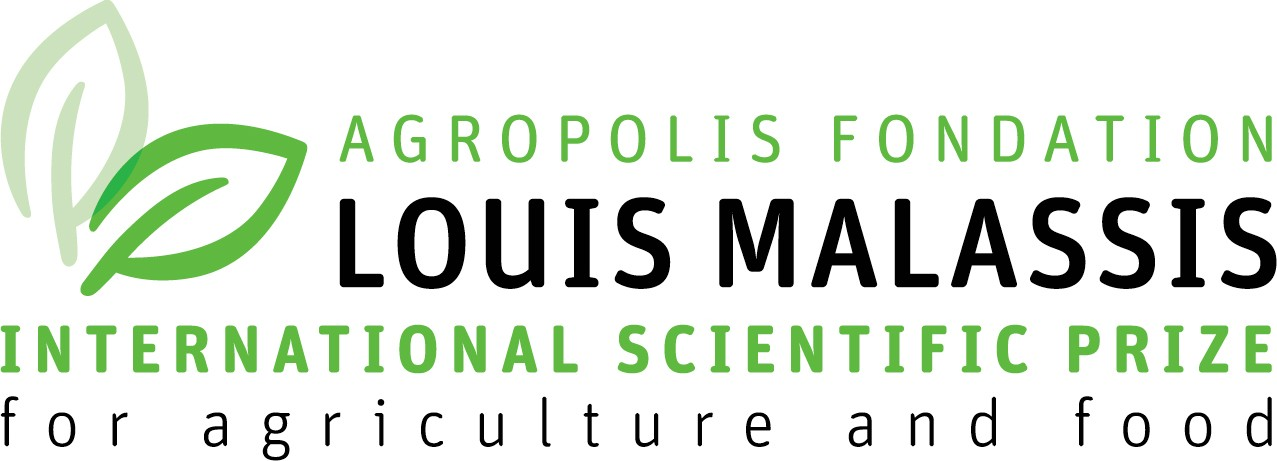 AGROPOLIS FONDATION
LOUIS MALASSIS
INTERNATIONAL SCIENTIFIC PRIZE
for agriculture and food